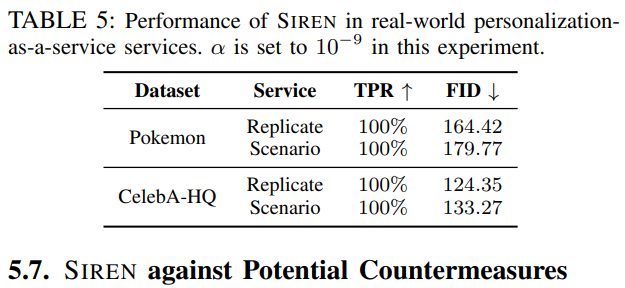 TABLE 5: Performance of SIREN in real-world personalization-
as-a-service services. α is set to 10⁻⁹ in this experiment.
Dataset Service TPR ↑ FID ↓
Pokemon
Replicate 100% 164.42
Scenario 100% 179.77
CelebA-HQ
Replicate 100% 124.35
Scenario 100% 133.27
5.7. SIREN against Potential Countermeasures